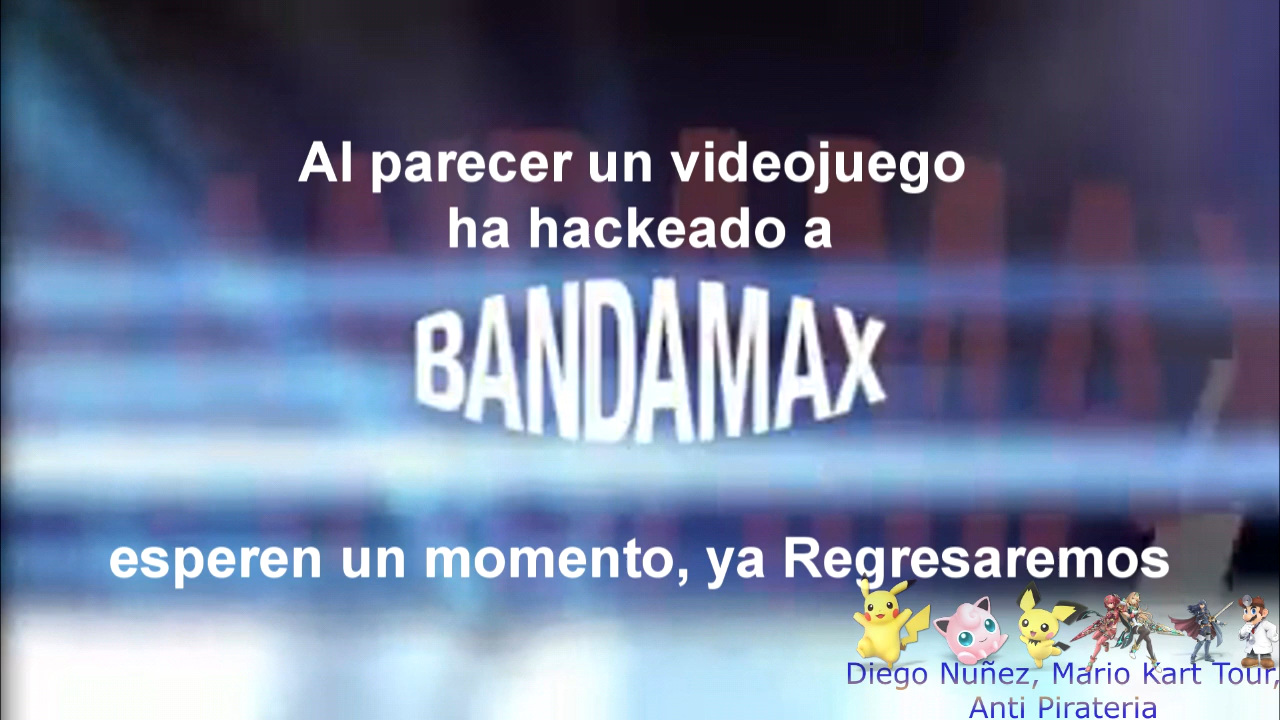 Al parecer un videojuego
ha hackeado a
BANDAMAX
esperen un momento, ya Regresaremos
Diego Nuñez, Mario Kart Tour,
Anti Pirateria